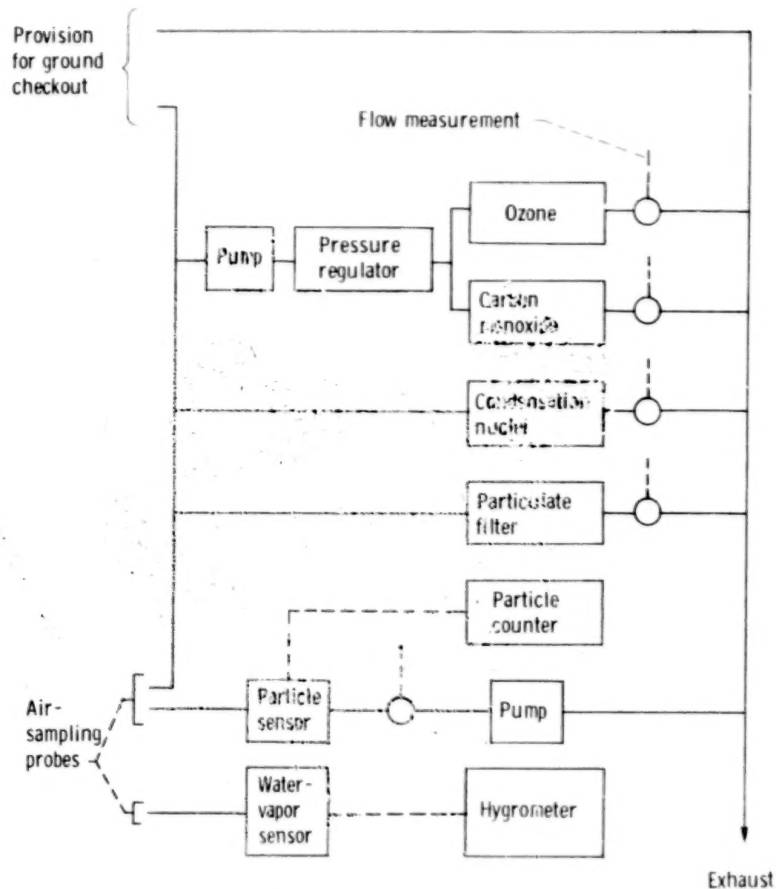 Provision
for ground
checkout
Flow measurement
Ozone
Pump
Pressure
regulator
Carbon
monoxide
Condensation
nuclei
Particulate
filter
Particle
counter
Air-
sampling
probes
Particle
sensor
Pump
Water-
vapor
sensor
Hygrometer
Exhaust